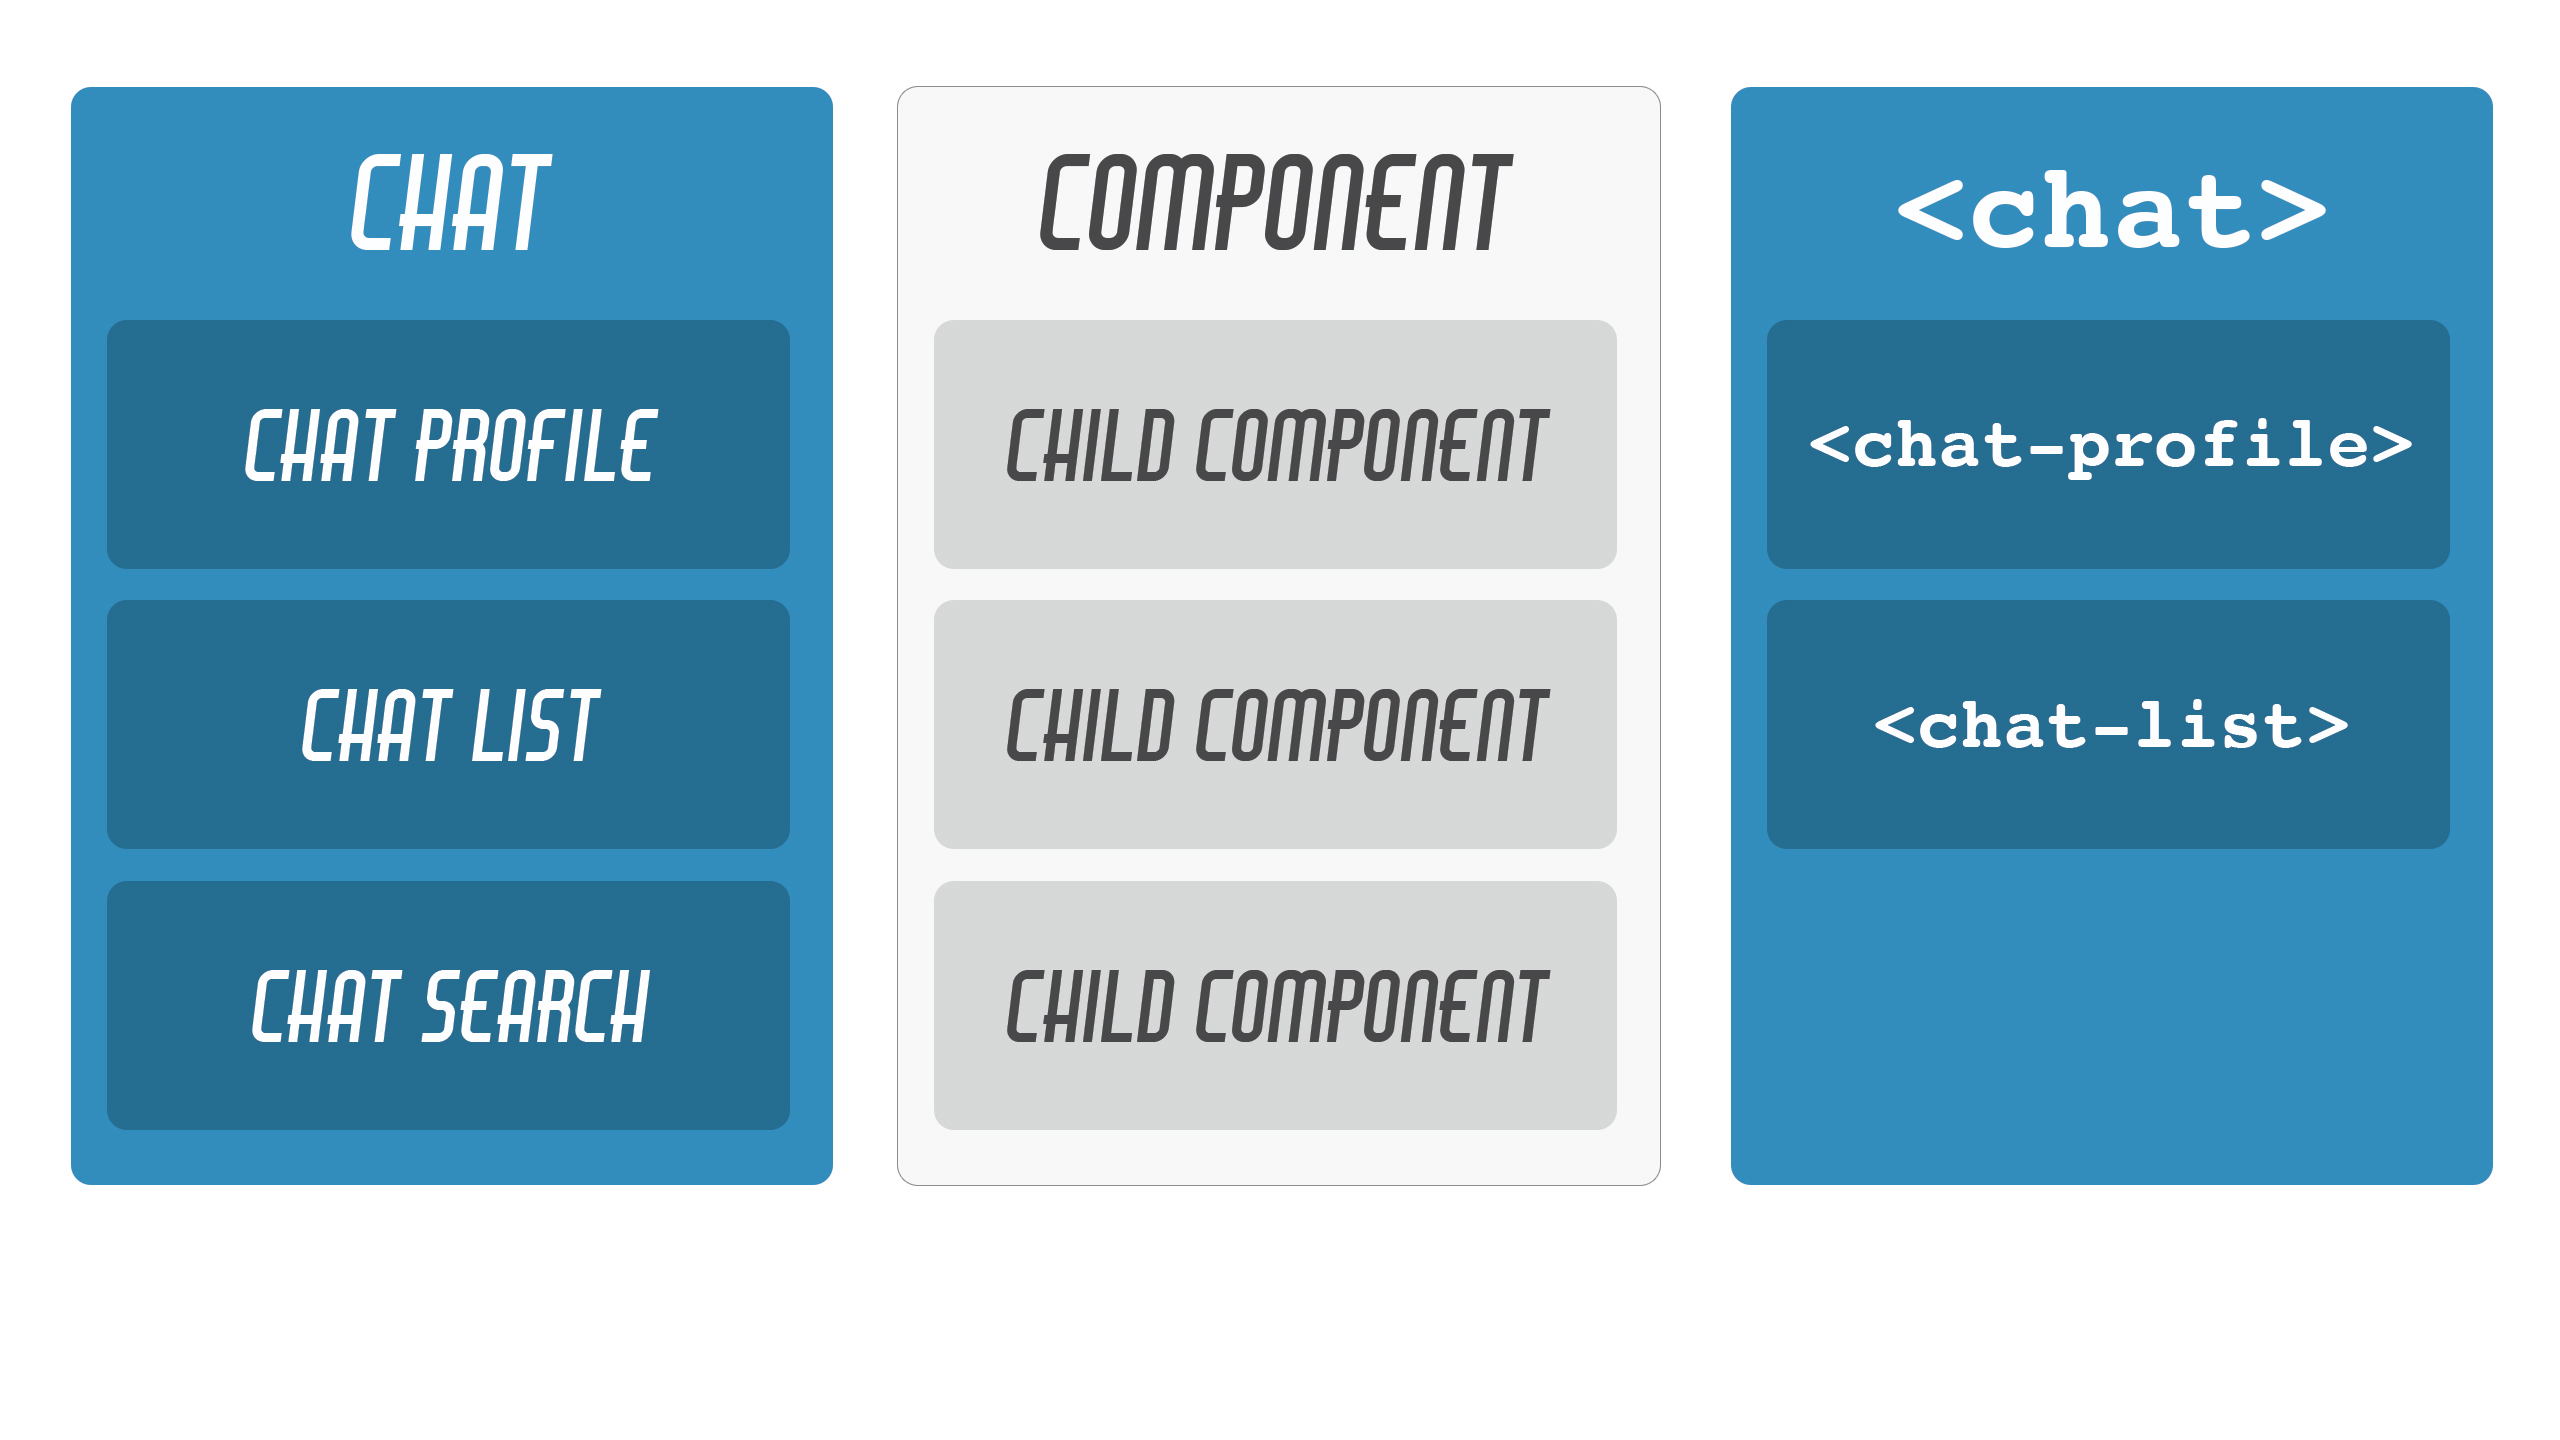 CHAT
CHAT PROFILE
CHAT LIST
CHAT SEARCH
COMPONENT
CHILD COMPONENT
CHILD COMPONENT
CHILD COMPONENT
<chat>
<chat-profile>
<chat-list>